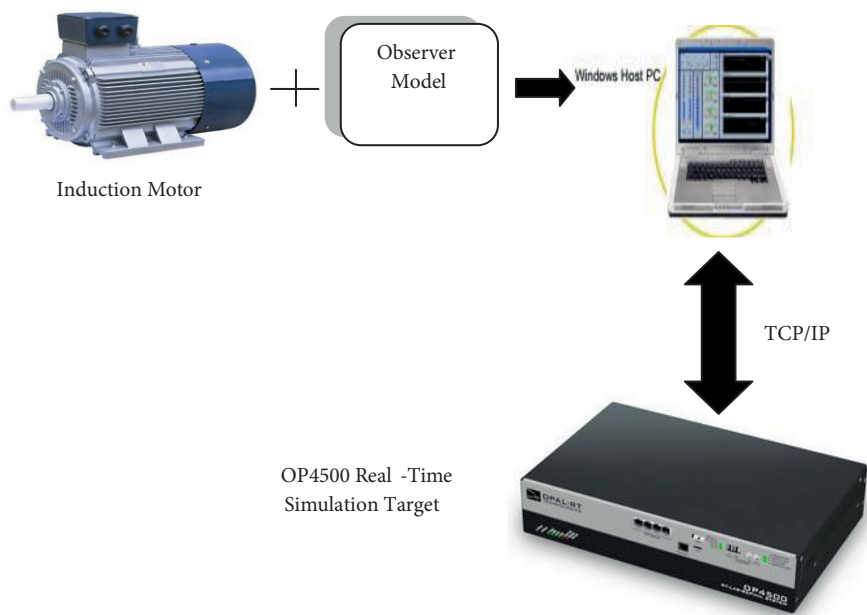 Observer
Model
Windows Host PC
Induction Motor
TCP/IP
OP4500 Real -Time
Simulation Target
OPAL-RT
OP4500